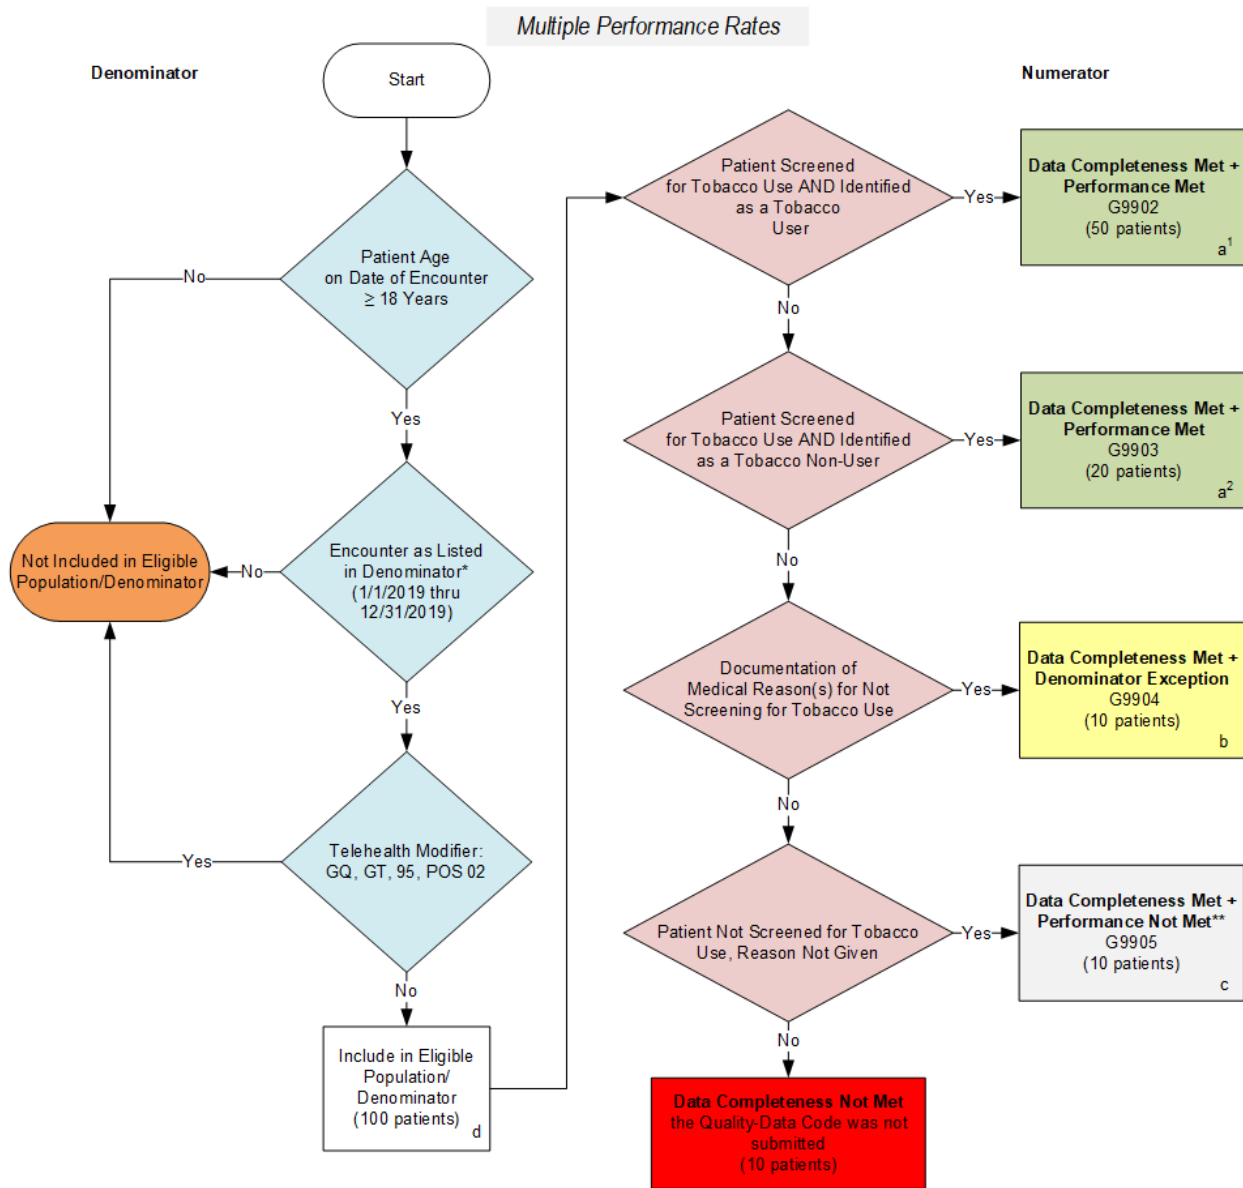 Multiple Performance Rates
Denominator
Start
Patient Age
on Date of Encounter
≥ 18 Years
No
Yes
Encounter as Listed
in Denominator*
(1/1/2019 thru
12/31/2019)
No
Not Included in Eligible
Population/Denominator
Yes
Telehealth Modifier:
GQ, GT, 95, POS 02
Yes
No
Include in Eligible
Population/
Denominator
(100 patients)
d
Numerator
Patient Screened
for Tobacco Use AND Identified
as a Tobacco
User
Yes
Data Completeness Met +
Performance Met
G9902
(50 patients)
a¹
No
Patient Screened
for Tobacco Use AND Identified
as a Tobacco Non-User
Yes
Data Completeness Met +
Performance Met
G9903
(20 patients)
a²
No
Documentation of
Medical Reason(s) for Not
Screening for Tobacco Use
Yes
Data Completeness Met +
Denominator Exception
G9904
(10 patients)
b
No
Patient Not Screened for Tobacco
Use, Reason Not Given
Yes
Data Completeness Met +
Performance Not Met**
G9905
(10 patients)
c
No
Data Completeness Not Met
the Quality-Data Code was not
submitted
(10 patients)